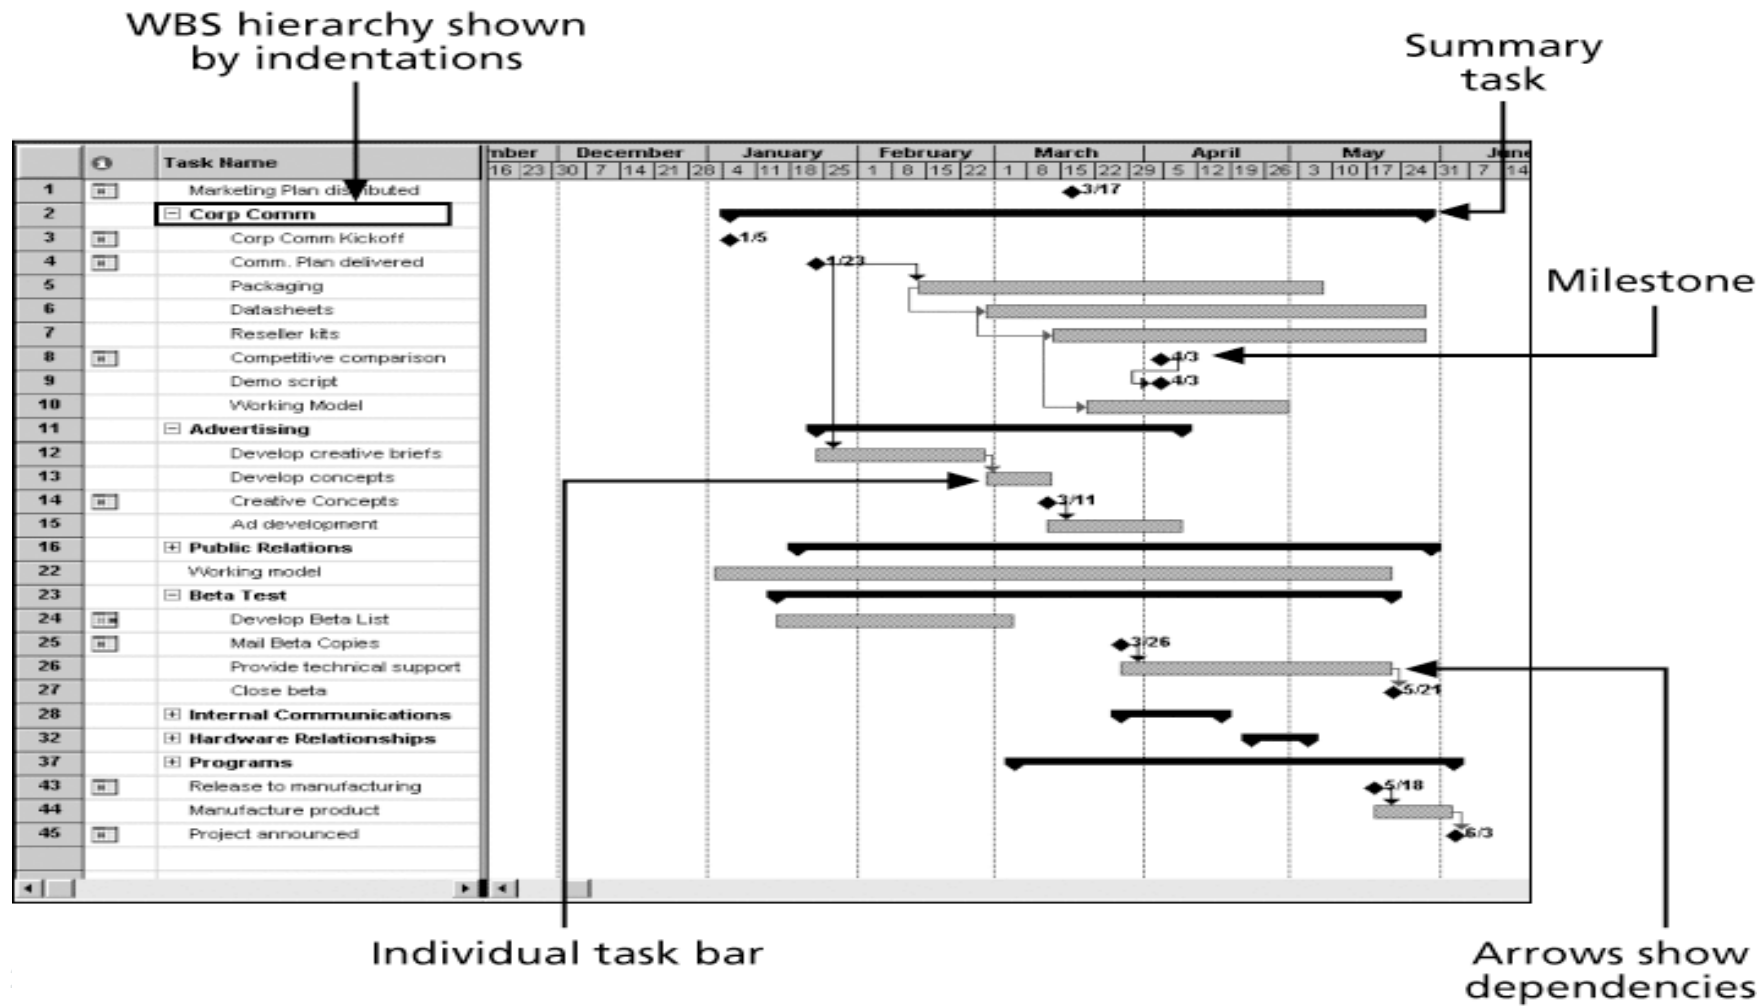 WBS hierarchy shown
by indentations
Summary
task
Task Name
mber December January February March April May June
16 23 30 7 14 21 28 4 11 18 25 1 8 15 22 1 8 15 22 29 5 12 19 26 3 10 17 24 31 7 14
1 Marketing Plan distributed 3/17
2 Corp Comm
3 Corp Comm Kickoff 1/5
4 Comm. Plan delivered 1/23
5 Packaging
6 Datasheets
7 Reseller kits
8 Competitive comparison 4/3
9 Demo script 4/3
10 Working Model
11 Advertising
12 Develop creative briefs
13 Develop concepts
14 Creative Concepts 3/11
15 Ad development
16 Public Relations
22 Working model
23 Beta Test
24 Develop Beta List
25 Mail Beta Copies 3/26
26 Provide technical support
27 Close beta 5/21
28 Internal Communications
32 Hardware Relationships
37 Programs
43 Release to manufacturing 5/18
44 Manufacture product
45 Project announced 6/3
Milestone
Individual task bar
Arrows show
dependencies